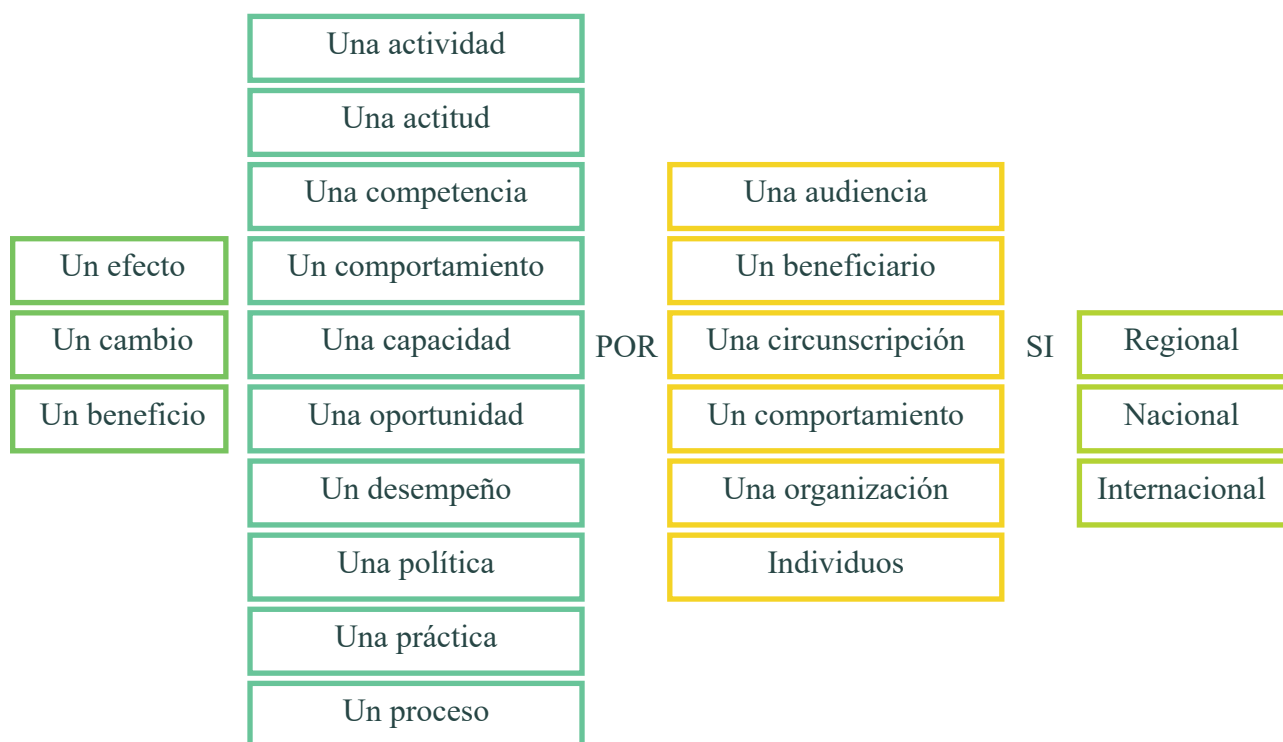 Un efecto
Un cambio
Un beneficio
Una actividad
Una actitud
Una competencia
Un comportamiento
Una capacidad
Una oportunidad
Un desempeño
Una política
Una práctica
Un proceso
POR
Una audiencia
Un beneficiario
Una circunscripción
Un comportamiento
Una organización
Individuos
SI
Regional
Nacional
Internacional